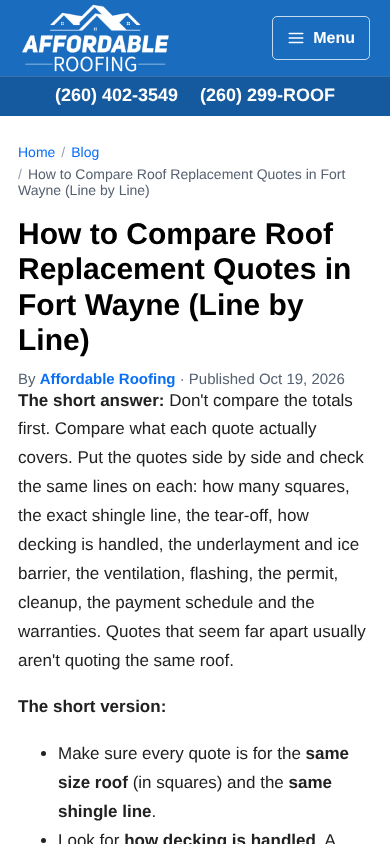 AFFORDABLE
ROOFING
Menu
(260) 402-3549 (260) 299-ROOF
Home / Blog
/ How to Compare Roof Replacement Quotes in Fort
Wayne (Line by Line)
How to Compare Roof
Replacement Quotes in
Fort Wayne (Line by
Line)
By Affordable Roofing · Published Oct 19, 2026
The short answer: Don't compare the totals
first. Compare what each quote actually
covers. Put the quotes side by side and check
the same lines on each: how many squares,
the exact shingle line, the tear-off, how
decking is handled, the underlayment and ice
barrier, the ventilation, flashing, the permit,
cleanup, the payment schedule and the
warranties. Quotes that seem far apart usually
aren't quoting the same roof.
The short version:
• Make sure every quote is for the same
size roof (in squares) and the same
shingle line.
• Look for how decking is handled. A